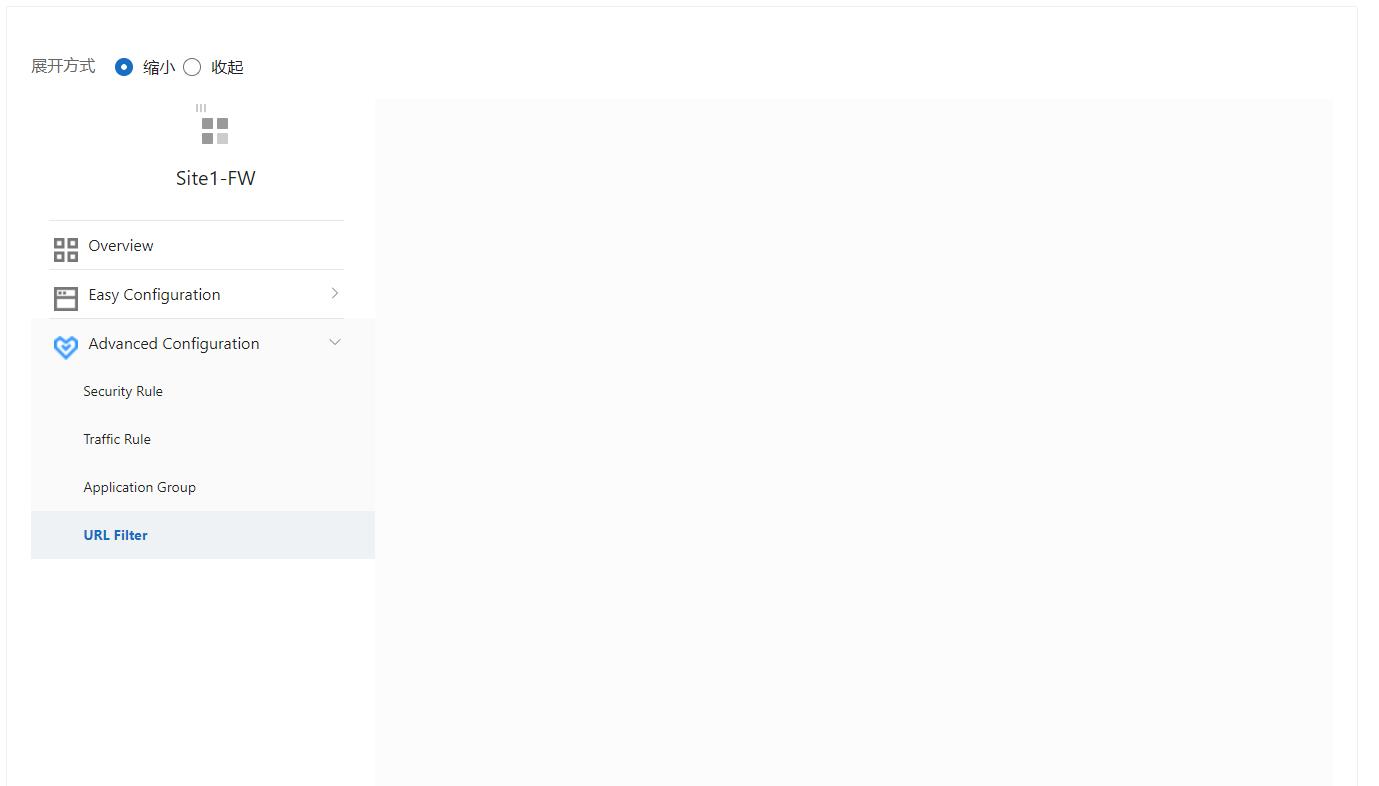 展开方式 缩小 收起
Site1-FW
Overview
Easy Configuration
Advanced Configuration
Security Rule
Traffic Rule
Application Group
URL Filter